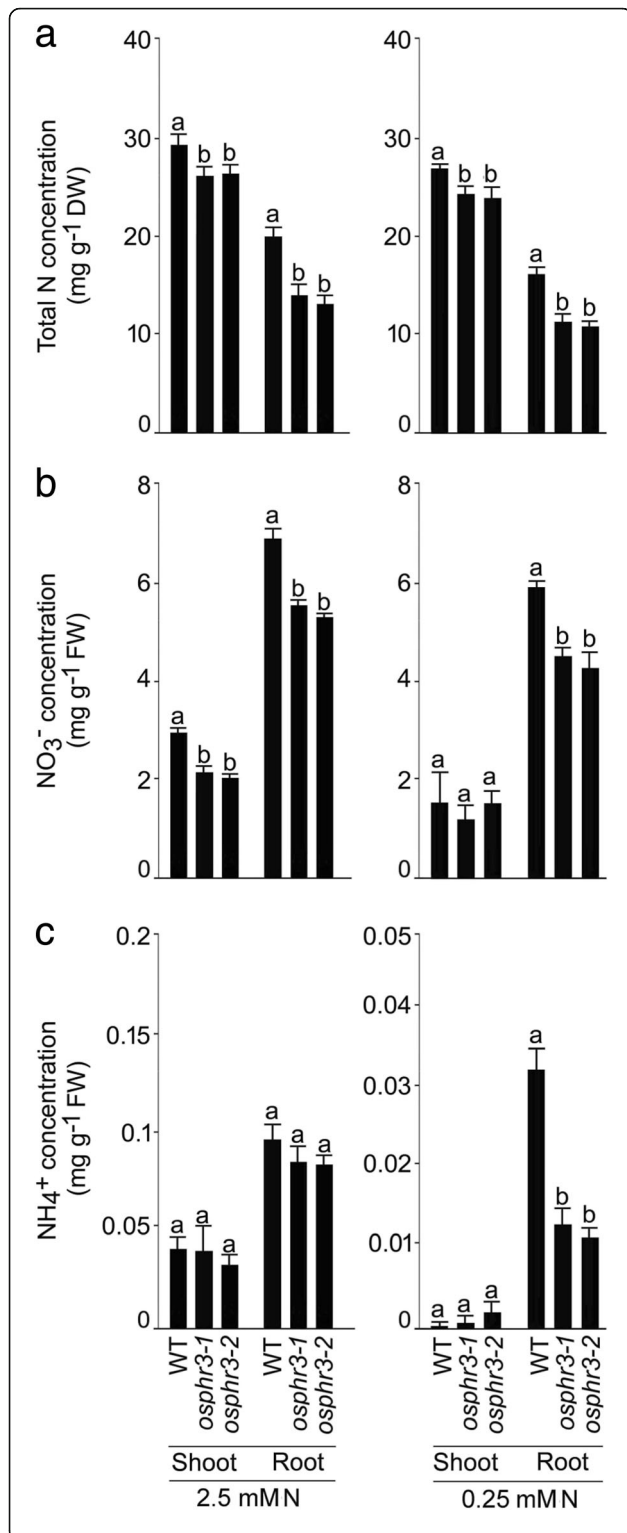 a
Total N concentration
(mg g-1 DW)
40
30
20
10
0
a
b
b
a
b
b
40
30
20
10
0
a
b
b
a
b
b
b
NO3- concentration
(mg g-1 FW)
8
6
4
2
0
a
b
b
a
b
b
8
6
4
2
0
a
a
a
a
b
b
c
NH4+ concentration
(mg g-1 FW)
0.2
0.15
0.1
0.05
0
a
a
a
a
a
a
0.05
0.04
0.03
0.02
0.01
0
a
a
a
a
b
b
WT
osphr3-1
osphr3-2
WT
osphr3-1
osphr3-2
Shoot
Root
2.5 mM N
WT
osphr3-1
osphr3-2
WT
osphr3-1
osphr3-2
Shoot
Root
0.25 mM N